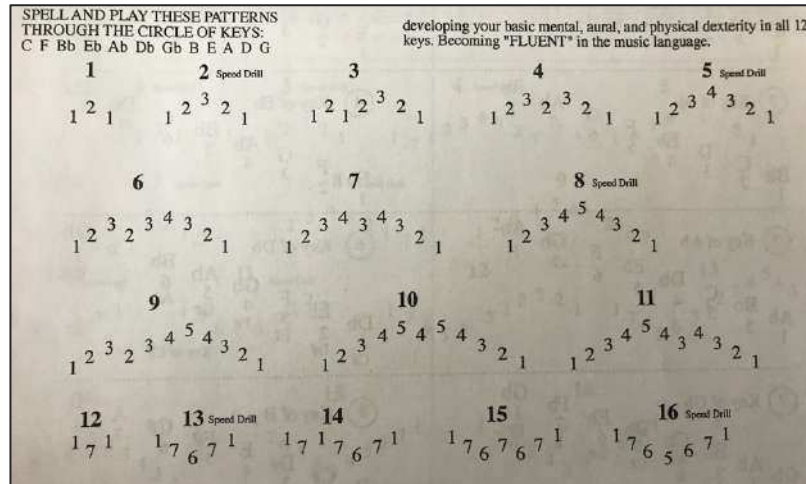 SPELL AND PLAY THESE PATTERNS
THROUGH THE CIRCLE OF KEYS:
C F Bb Eb Ab Db Gb B E A D G
developing your basic mental, aural, and physical dexterity in all 12
keys. Becoming "FLUENT" in the music language.
1 2 Speed Drill 3 4 5 Speed Drill
1 2 1 1 2 3 2 1 1 2 1 2 3 2 1 1 2 3 2 3 2 1 1 2 3 4 3 2 1
6 7 8 Speed Drill
1 2 3 2 3 4 3 2 1 1 2 3 4 3 4 3 2 1 1 2 3 4 5 4 3 2 1
9 10 11
1 2 3 2 3 4 5 4 3 2 1 1 2 3 4 5 4 5 4 3 2 1 1 2 3 4 5 4 3 4 3 2 1
12 13 Speed Drill 14 15 16 Speed Drill
1 7 1 1 7 6 7 1 1 7 1 7 6 7 1 1 7 6 7 6 7 1 1 7 6 5 6 7 1